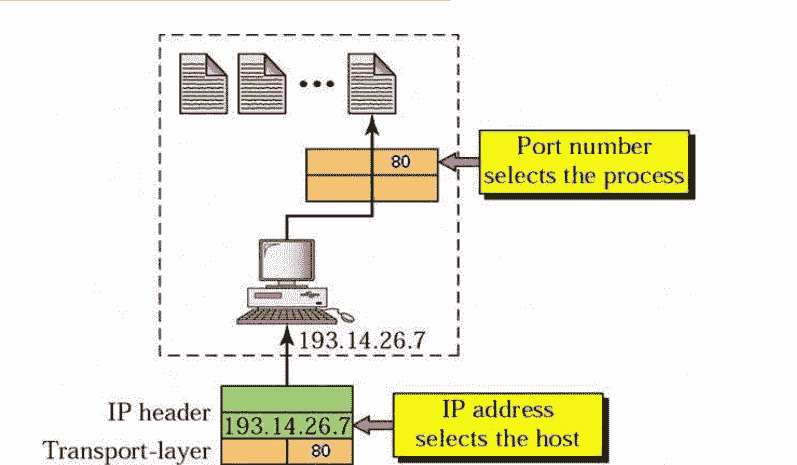 80
Port number
selects the process
193.14.26.7
IP header
193.14.26.7
IP address
selects the host
Transport-layer
80